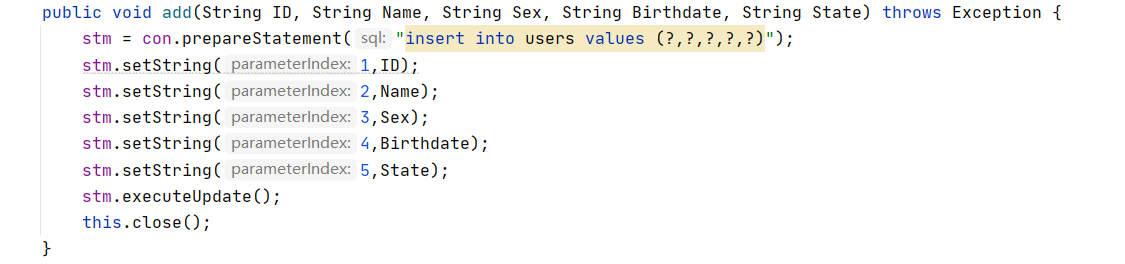 public void add(String ID, String Name, String Sex, String Birthdate, String State) throws Exception {
    stm = con.prepareStatement( sql: "insert into users values (?,?,?,?,?)");
    stm.setString( parameterIndex: 1,ID);
    stm.setString( parameterIndex: 2,Name);
    stm.setString( parameterIndex: 3,Sex);
    stm.setString( parameterIndex: 4,Birthdate);
    stm.setString( parameterIndex: 5,State);
    stm.executeUpdate();
    this.close();
}